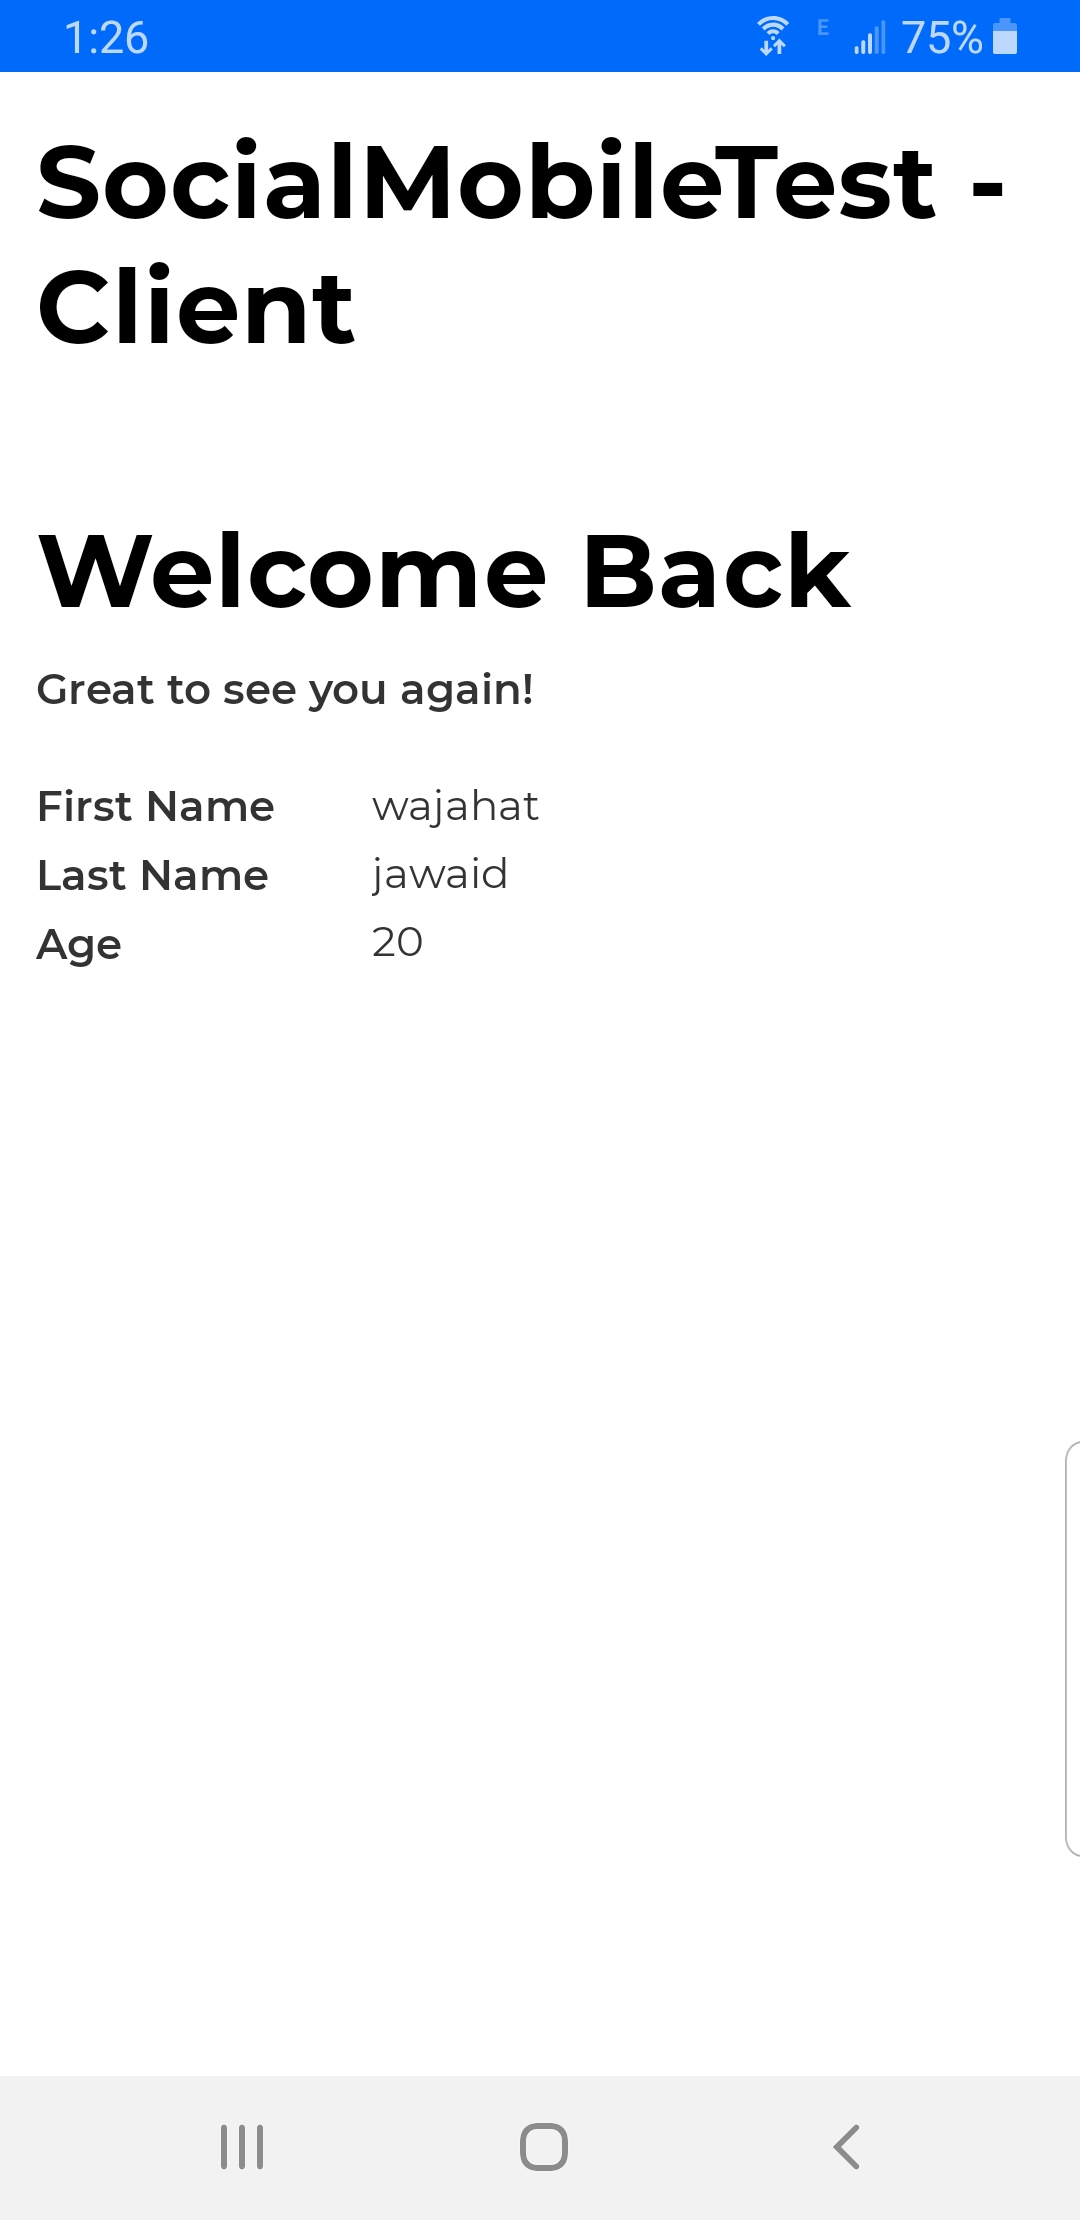 1:26 E 75%
SocialMobileTest -
Client
Welcome Back
Great to see you again!
First Name wajahat
Last Name jawaid
Age 20